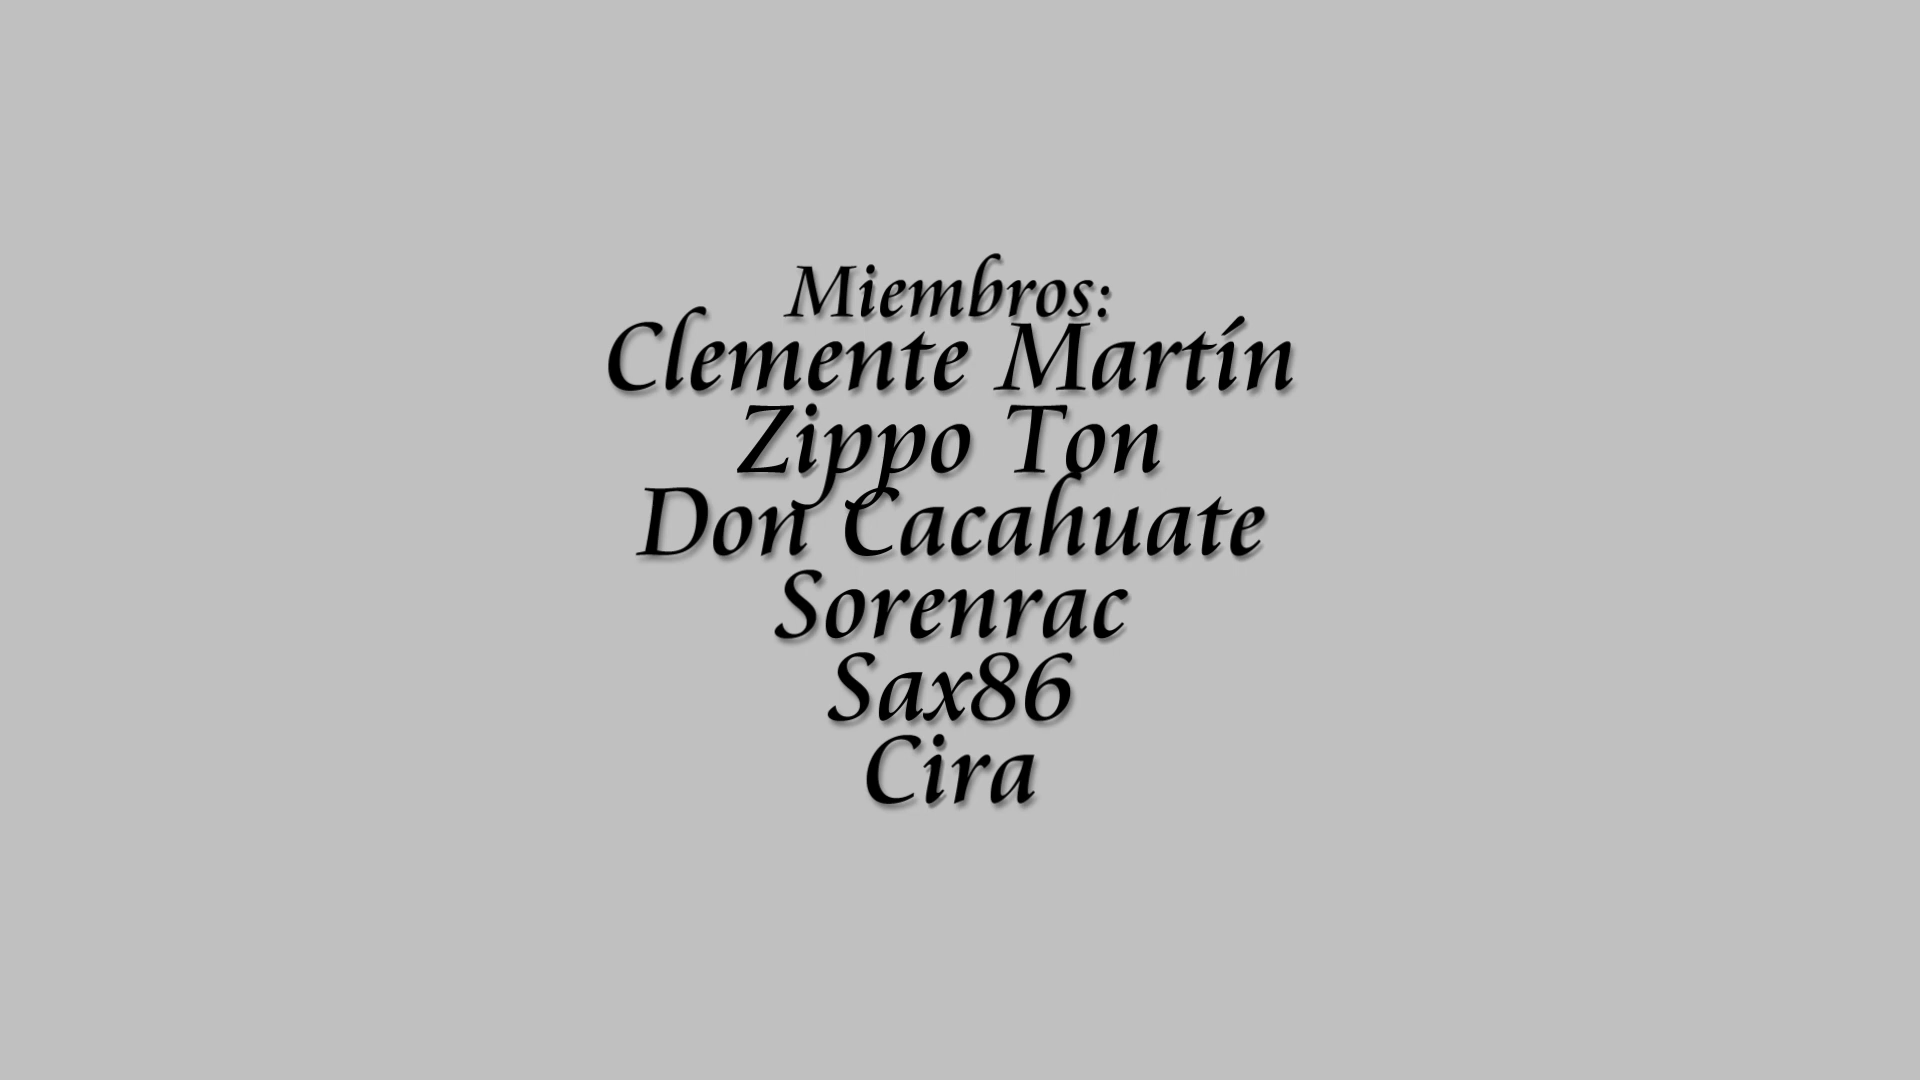 Miembros:
Clemente Martín
Zippo Ton
Don Cacahuate
Sorenrac
Sax86
Cira